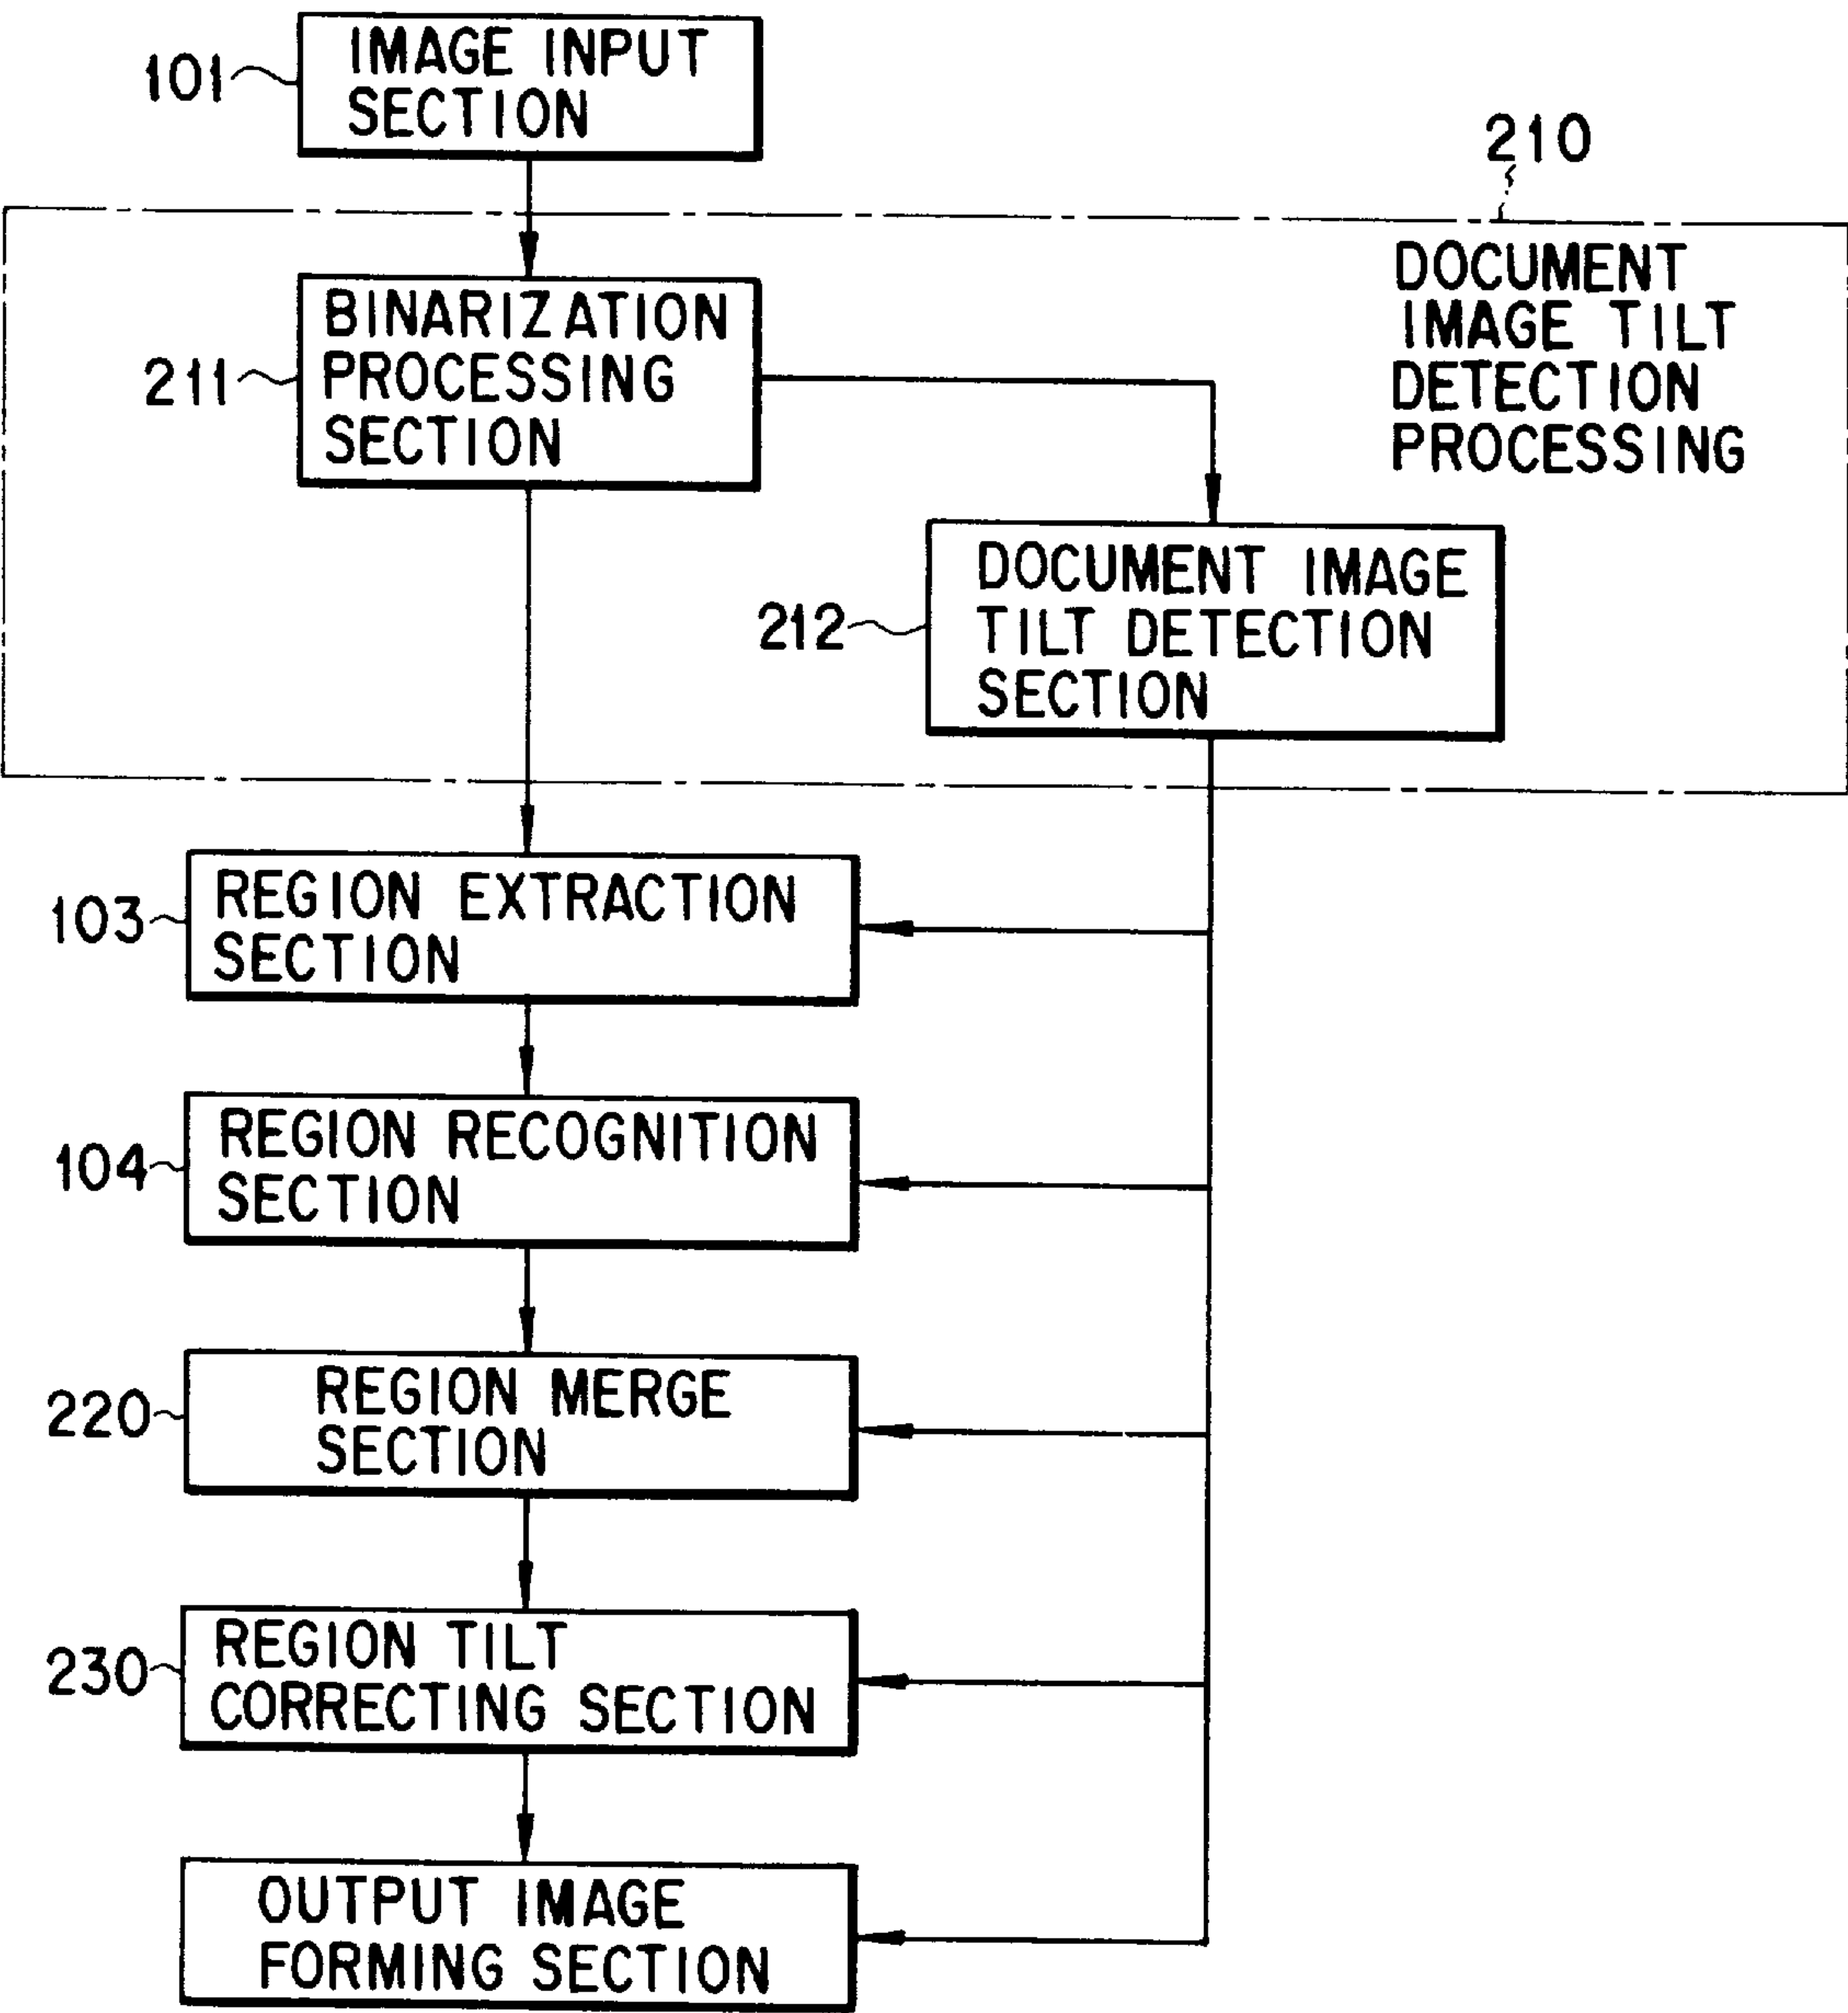 IMAGE INPUT
SECTION
101
210
DOCUMENT
IMAGE TILT
DETECTION
PROCESSING
BINARIZATION
PROCESSING
SECTION
211
DOCUMENT IMAGE
TILT DETECTION
SECTION
212
REGION EXTRACTION
SECTION
103
REGION RECOGNITION
SECTION
104
REGION MERGE
SECTION
220
REGION TILT
CORRECTING SECTION
230
OUTPUT IMAGE
FORMING SECTION